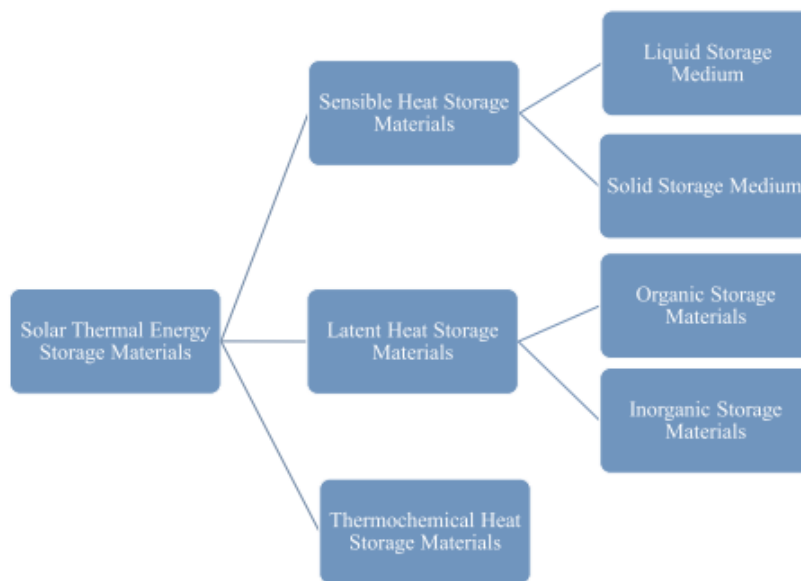 Liquid Storage
Medium
Sensible Heat Storage
Materials
Solid Storage Medium
Solar Thermal Energy
Storage Materials
Latent Heat Storage
Materials
Organic Storage
Materials
Inorganic Storage
Materials
Thermochemical Heat
Storage Materials